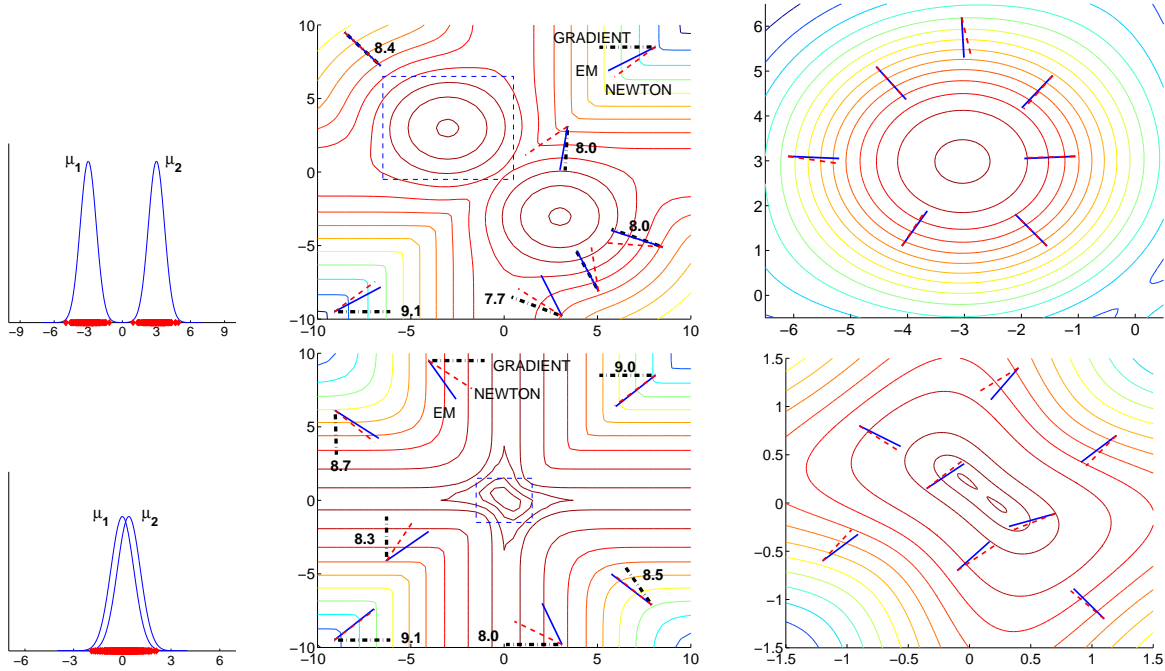 μ1 μ2
−9 −6 −3 0 3 6 9
10
5
0
−5
−10
−10 −5 0 5 10
8.4
GRADIENT
EM
NEWTON
8.0
8.0
7.7
9.1
6
5
4
3
2
1
0
−6 −5 −4 −3 −2 −1 0
μ1 μ2
−6 −3 0 3 6
10
5
0
−5
−10
−10 −5 0 5 10
GRADIENT
NEWTON
EM
9.0
8.7
8.3
8.5
9.1
8.0
1.5
1
0.5
0
−0.5
−1
−1.5
−1.5 −1 −0.5 0 0.5 1 1.5